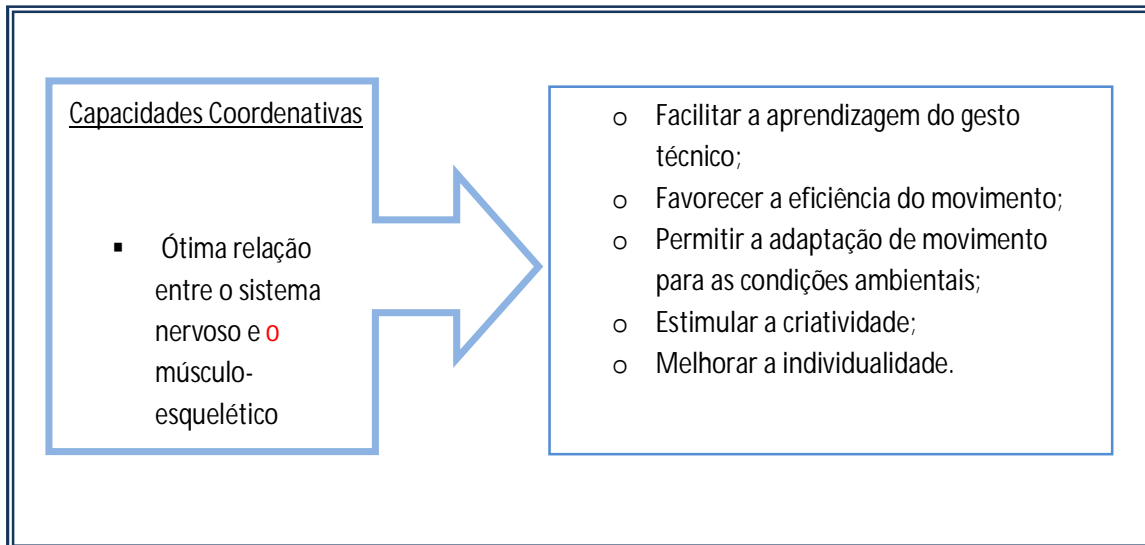 Capacidades Coordenativas
▪ Ótima relação
entre o sistema
nervoso e o
músculo-
esquelético
o Facilitar a aprendizagem do gesto
técnico;
o Favorecer a eficiência do movimento;
o Permitir a adaptação de movimento
para as condições ambientais;
o Estimular a criatividade;
o Melhorar a individualidade.